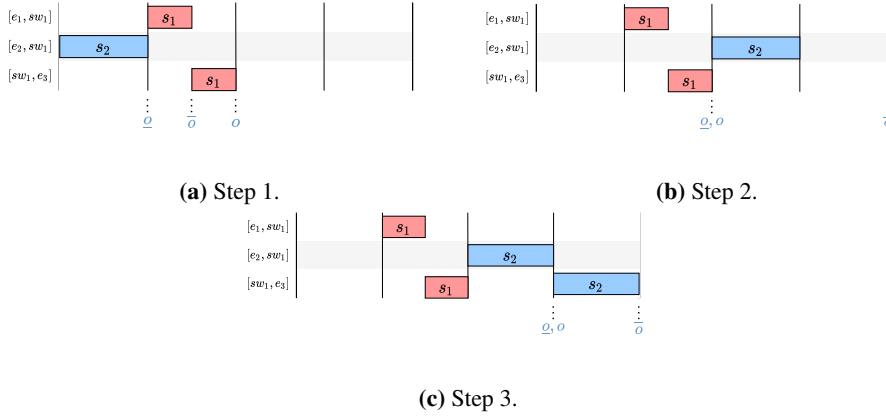 [e₁, sw₁] s₁
[e₂, sw₁] s₂
[sw₁, e₃] s₁
o̲ o̅ o
(a) Step 1.
[e₁, sw₁] s₁
[e₂, sw₁] s₂
[sw₁, e₃] s₁
o̲, o
(b) Step 2.
[e₁, sw₁] s₁
[e₂, sw₁] s₂
[sw₁, e₃] s₁ s₂
o̲, o o̅
(c) Step 3.